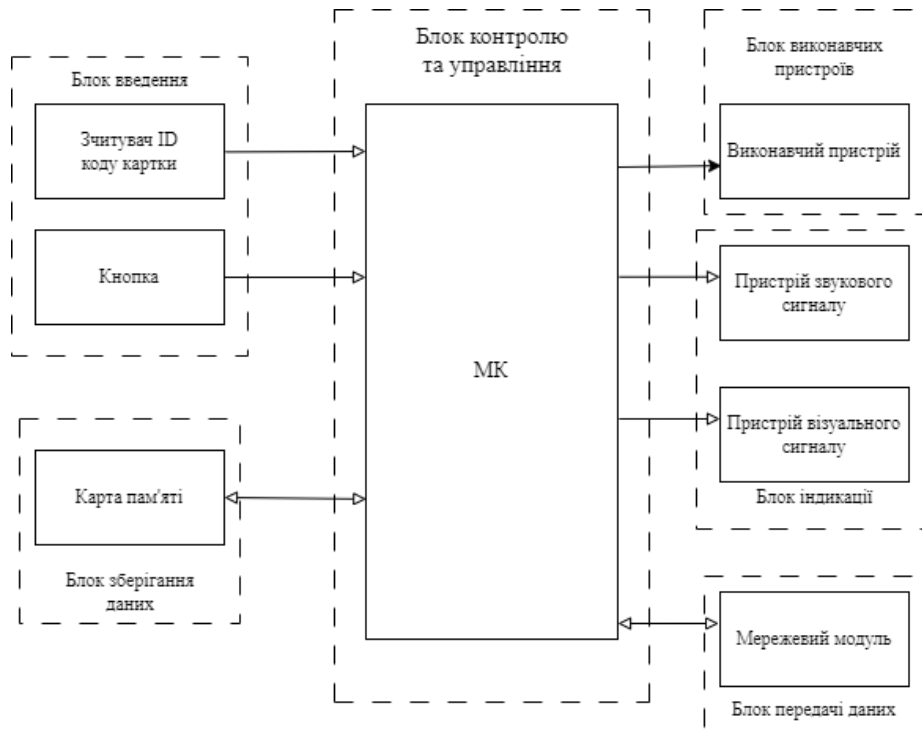 Блок введення
Зчитувач ID
коду картки
Кнопка
Карта пам'яті
Блок зберігання
даних
Блок контролю
та управління
МК
Блок виконавчих
пристроїв
Виконавчий пристрій
Пристрій звукового
сигналу
Пристрій візуального
сигналу
Блок індикації
Мережевий модуль
Блок передачі даних